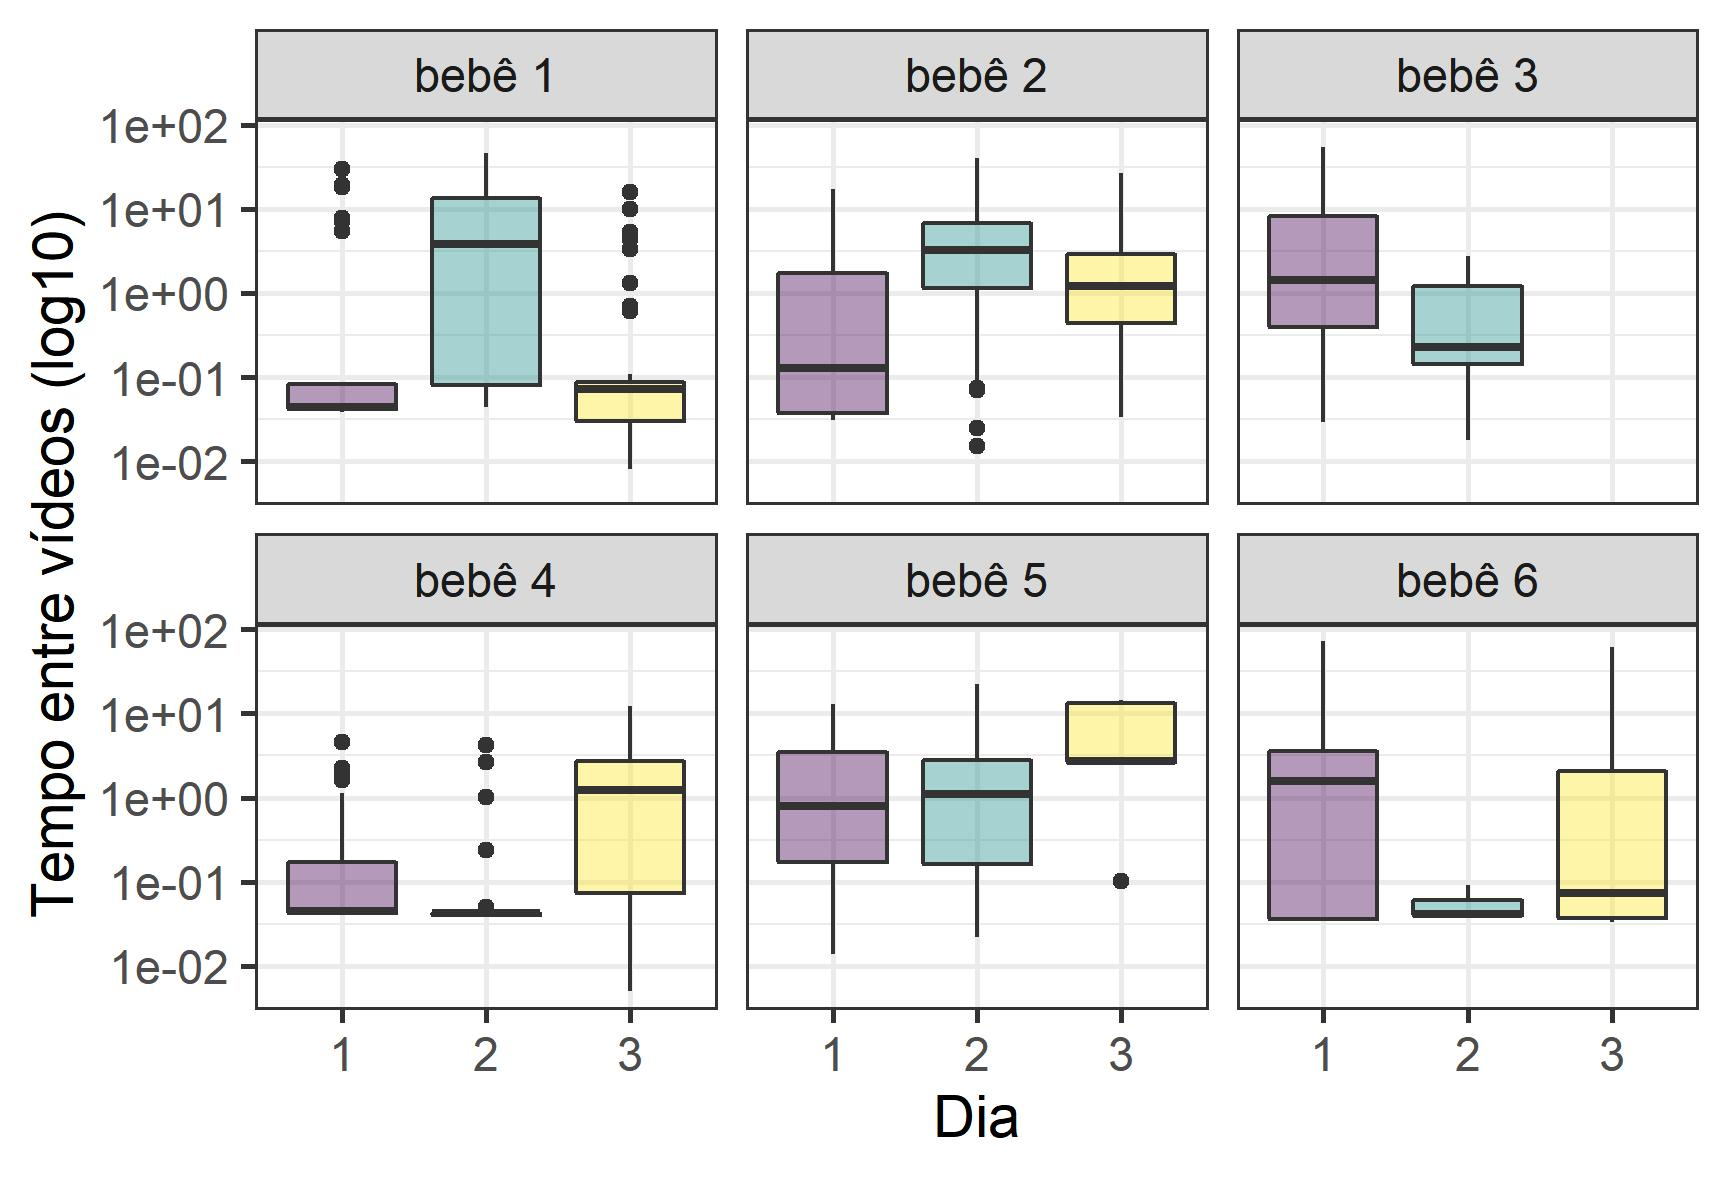 bebê 1
bebê 2
bebê 3
1e+02
1e+01
1e+00
1e-01
1e-02
bebê 4
bebê 5
bebê 6
1e+02
1e+01
1e+00
1e-01
1e-02
Tempo entre vídeos (log10)
1 2 3
1 2 3
1 2 3
Dia